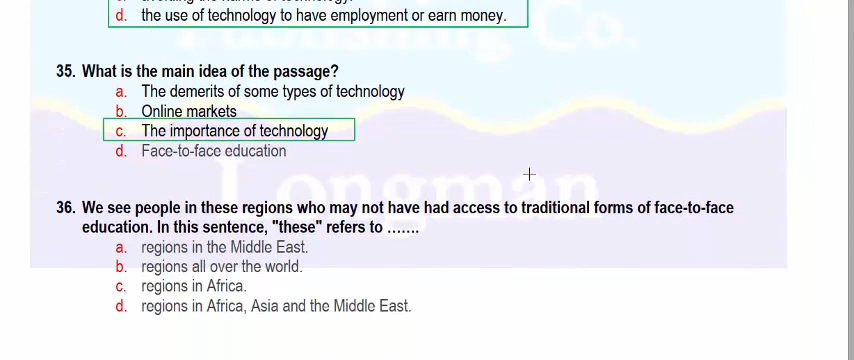 d. the use of technology to have employment or earn money.
Co.
35. What is the main idea of the passage?
a. The demerits of some types of technology
b. Online markets
c. The importance of technology
d. Face-to-face education
Longman
36. We see people in these regions who may not have had access to traditional forms of face-to-face
education. In this sentence, "these" refers to .......
a. regions in the Middle East.
b. regions all over the world.
c. regions in Africa.
d. regions in Africa, Asia and the Middle East.